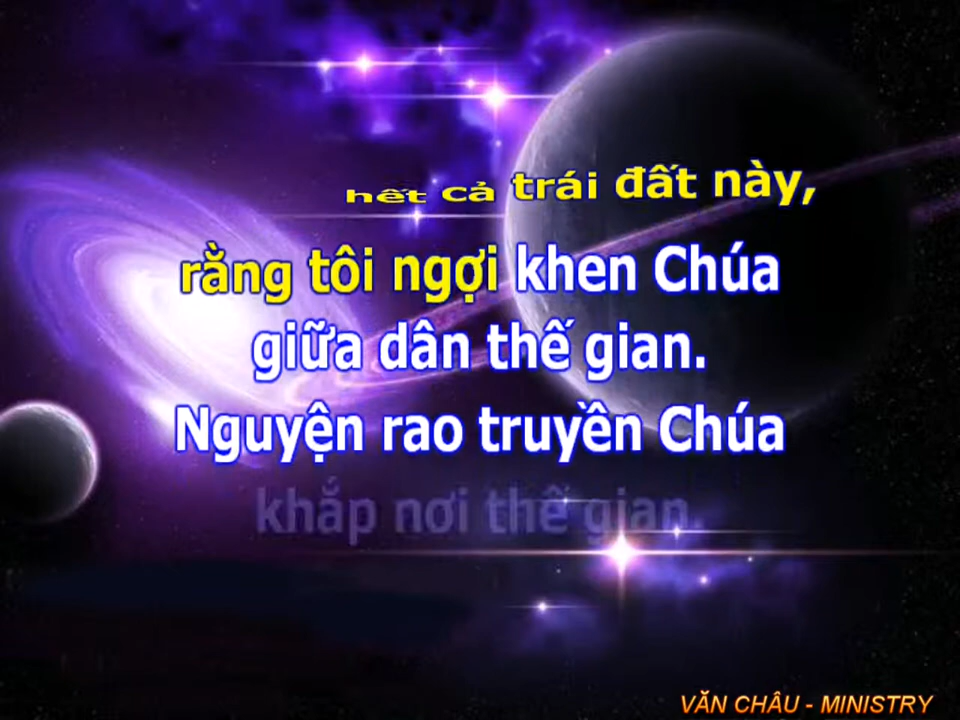 hết cả trái đất này,
rằng tôi ngợi khen Chúa
giữa dân thế gian.
Nguyện rao truyền Chúa
khắp nơi thế gian.
VĂN CHÂU - MINISTRY